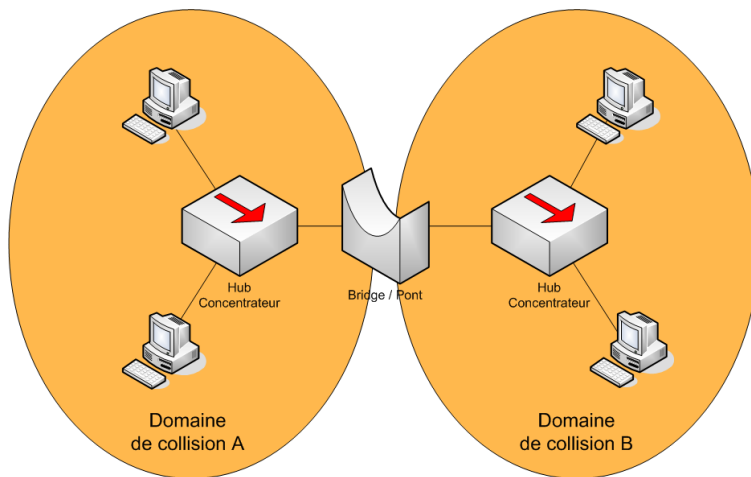 Hub
Concentrateur
Bridge / Pont
Hub
Concentrateur
Domaine
de collision A
Domaine
de collision B